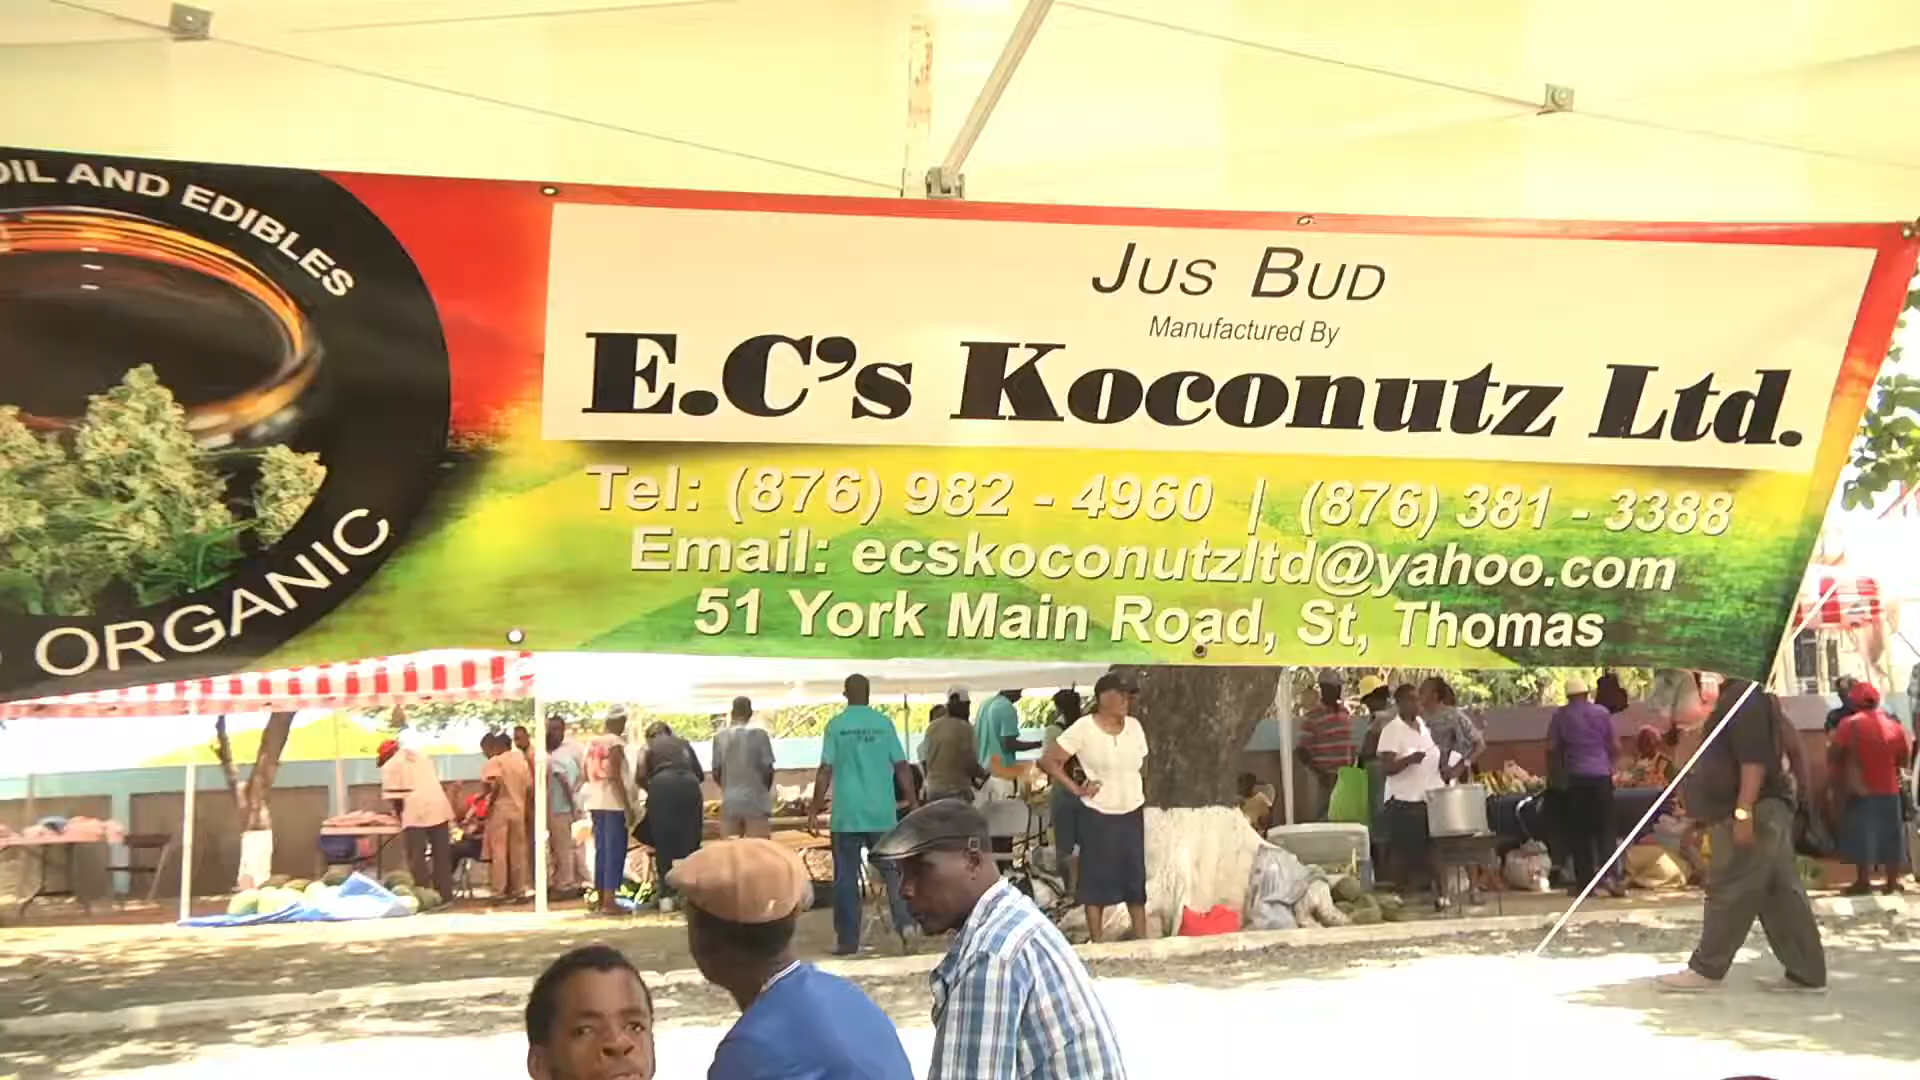 OIL AND EDIBLES
ORGANIC
JUS BUD
Manufactured By
E.C's Koconutz Ltd.
Tel: (876) 982 - 4960 | (876) 381 - 3388
Email: ecskoconutzltd@yahoo.com
51 York Main Road, St, Thomas